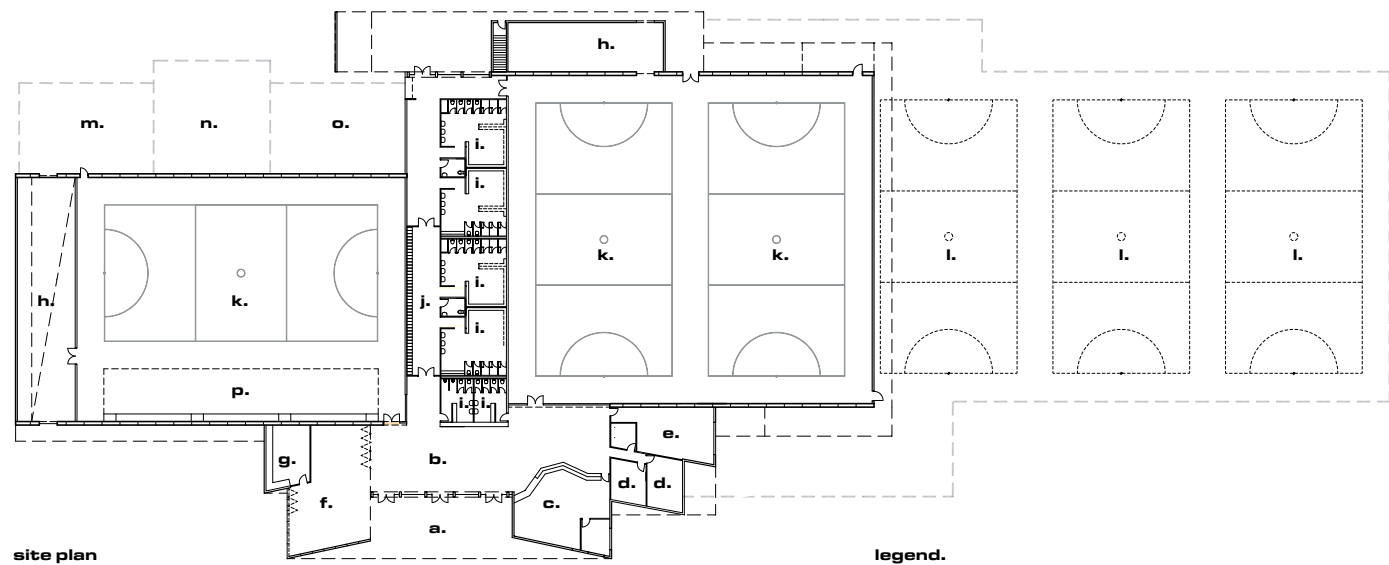 h.
m. n. o.
i.
i.
k. k. l. l. l.
h. k. j. i.
i.
p.
i. i.
e.
b.
g. d. d.
f. c.
a.
site plan legend.